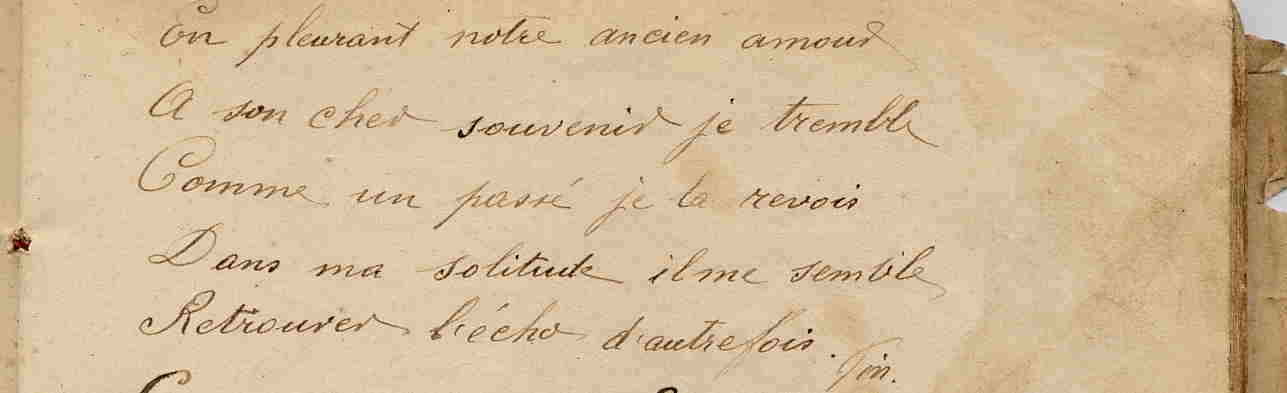 En pleurant notre ancien amour
A son cher souvenir je tremble
Comme un passé je la revois
Dans ma solitude il me semble
Retrouver l'écho d'autrefois.
Fin.